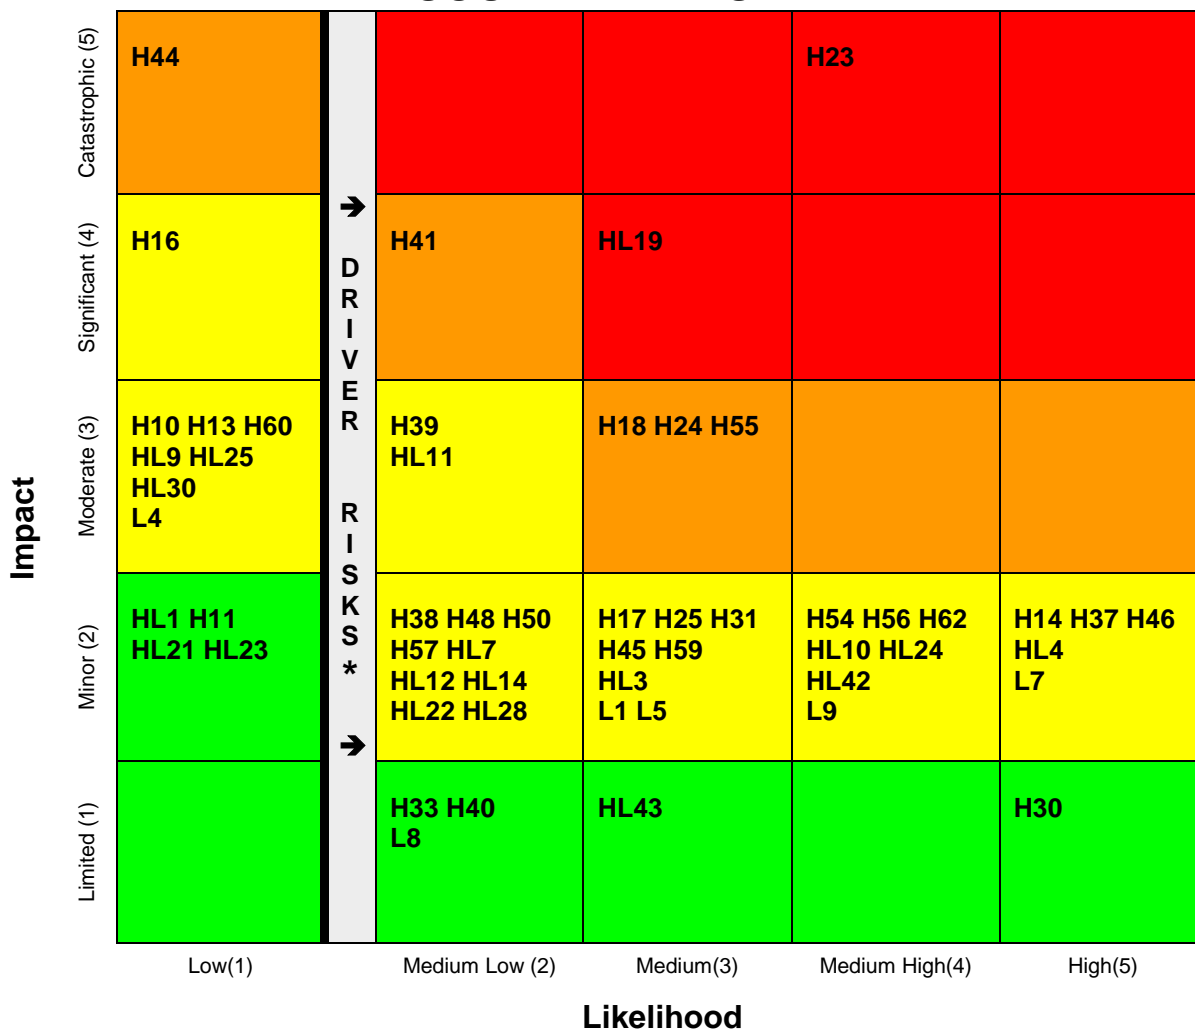 Catastrophic (5)
H44
H23
Significant (4)
H16
H41
HL19
Moderate (3)
H10 H13 H60
HL9 HL25
HL30
L4
H39
HL11
H18 H24 H55
Minor (2)
HL1 H11
HL21 HL23
H38 H48 H50
H57 HL7
HL12 HL14
HL22 HL28
H17 H25 H31
H45 H59
HL3
L1 L5
H54 H56 H62
HL10 HL24
HL42
L9
H14 H37 H46
HL4
L7
Limited (1)
H33 H40
L8
HL43
H30
➔ DRIVER RISKS* ➔
Impact
Low(1)
Medium Low (2)
Medium(3)
Medium High(4)
High(5)
Likelihood